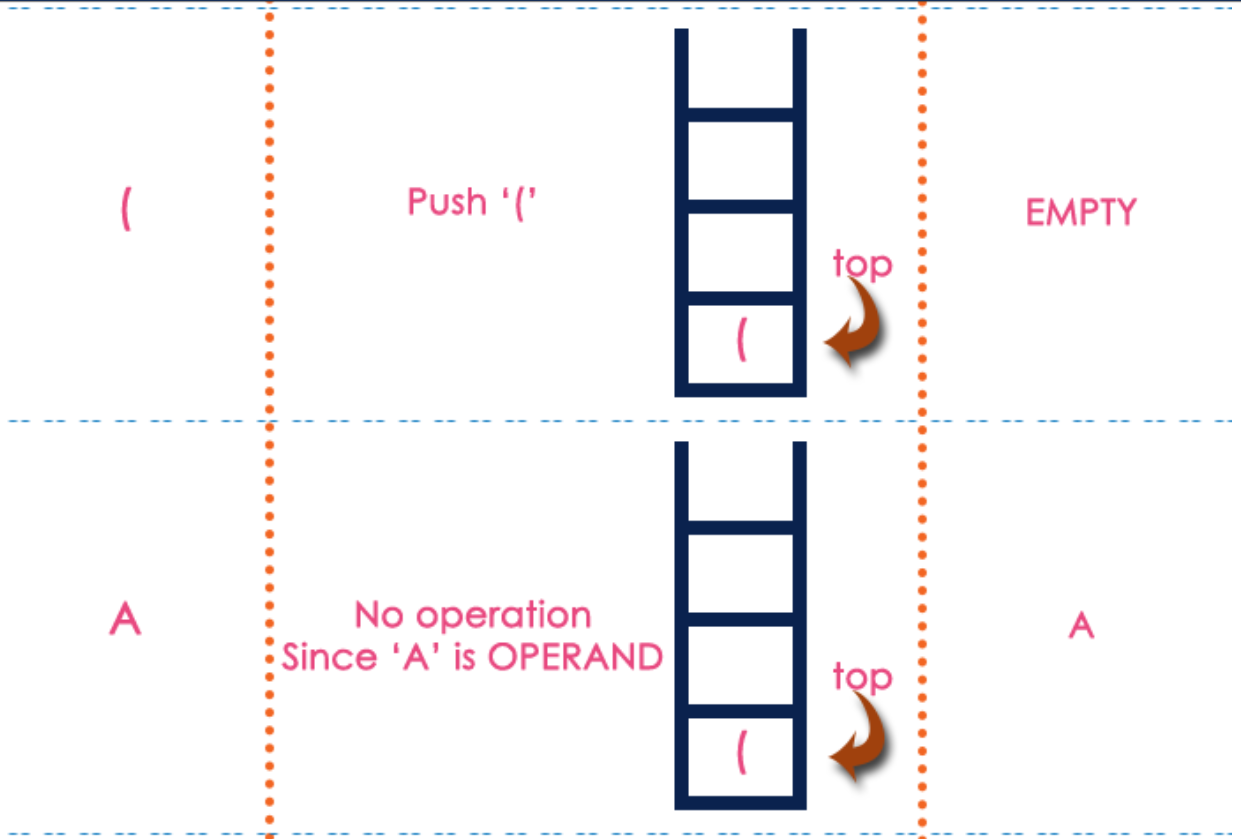 (
Push ‘(’
top
(
EMPTY
A
No operation
Since ‘A’ is OPERAND
top
(
A